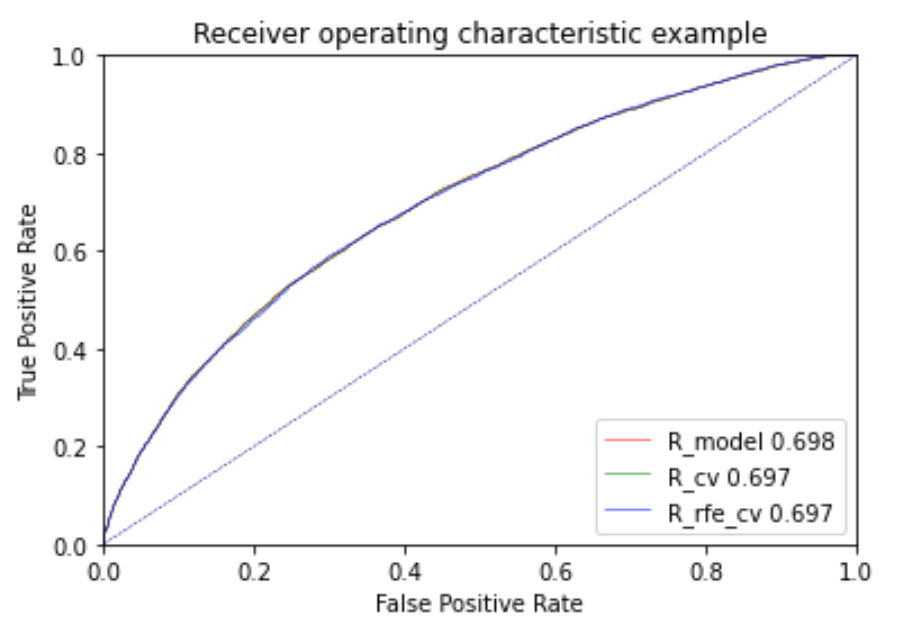 Receiver operating characteristic example
1.0
0.8
0.6
0.4
0.2
0.0
True Positive Rate
R_model 0.698
R_cv 0.697
R_rfe_cv 0.697
0.0 0.2 0.4 0.6 0.8 1.0
False Positive Rate